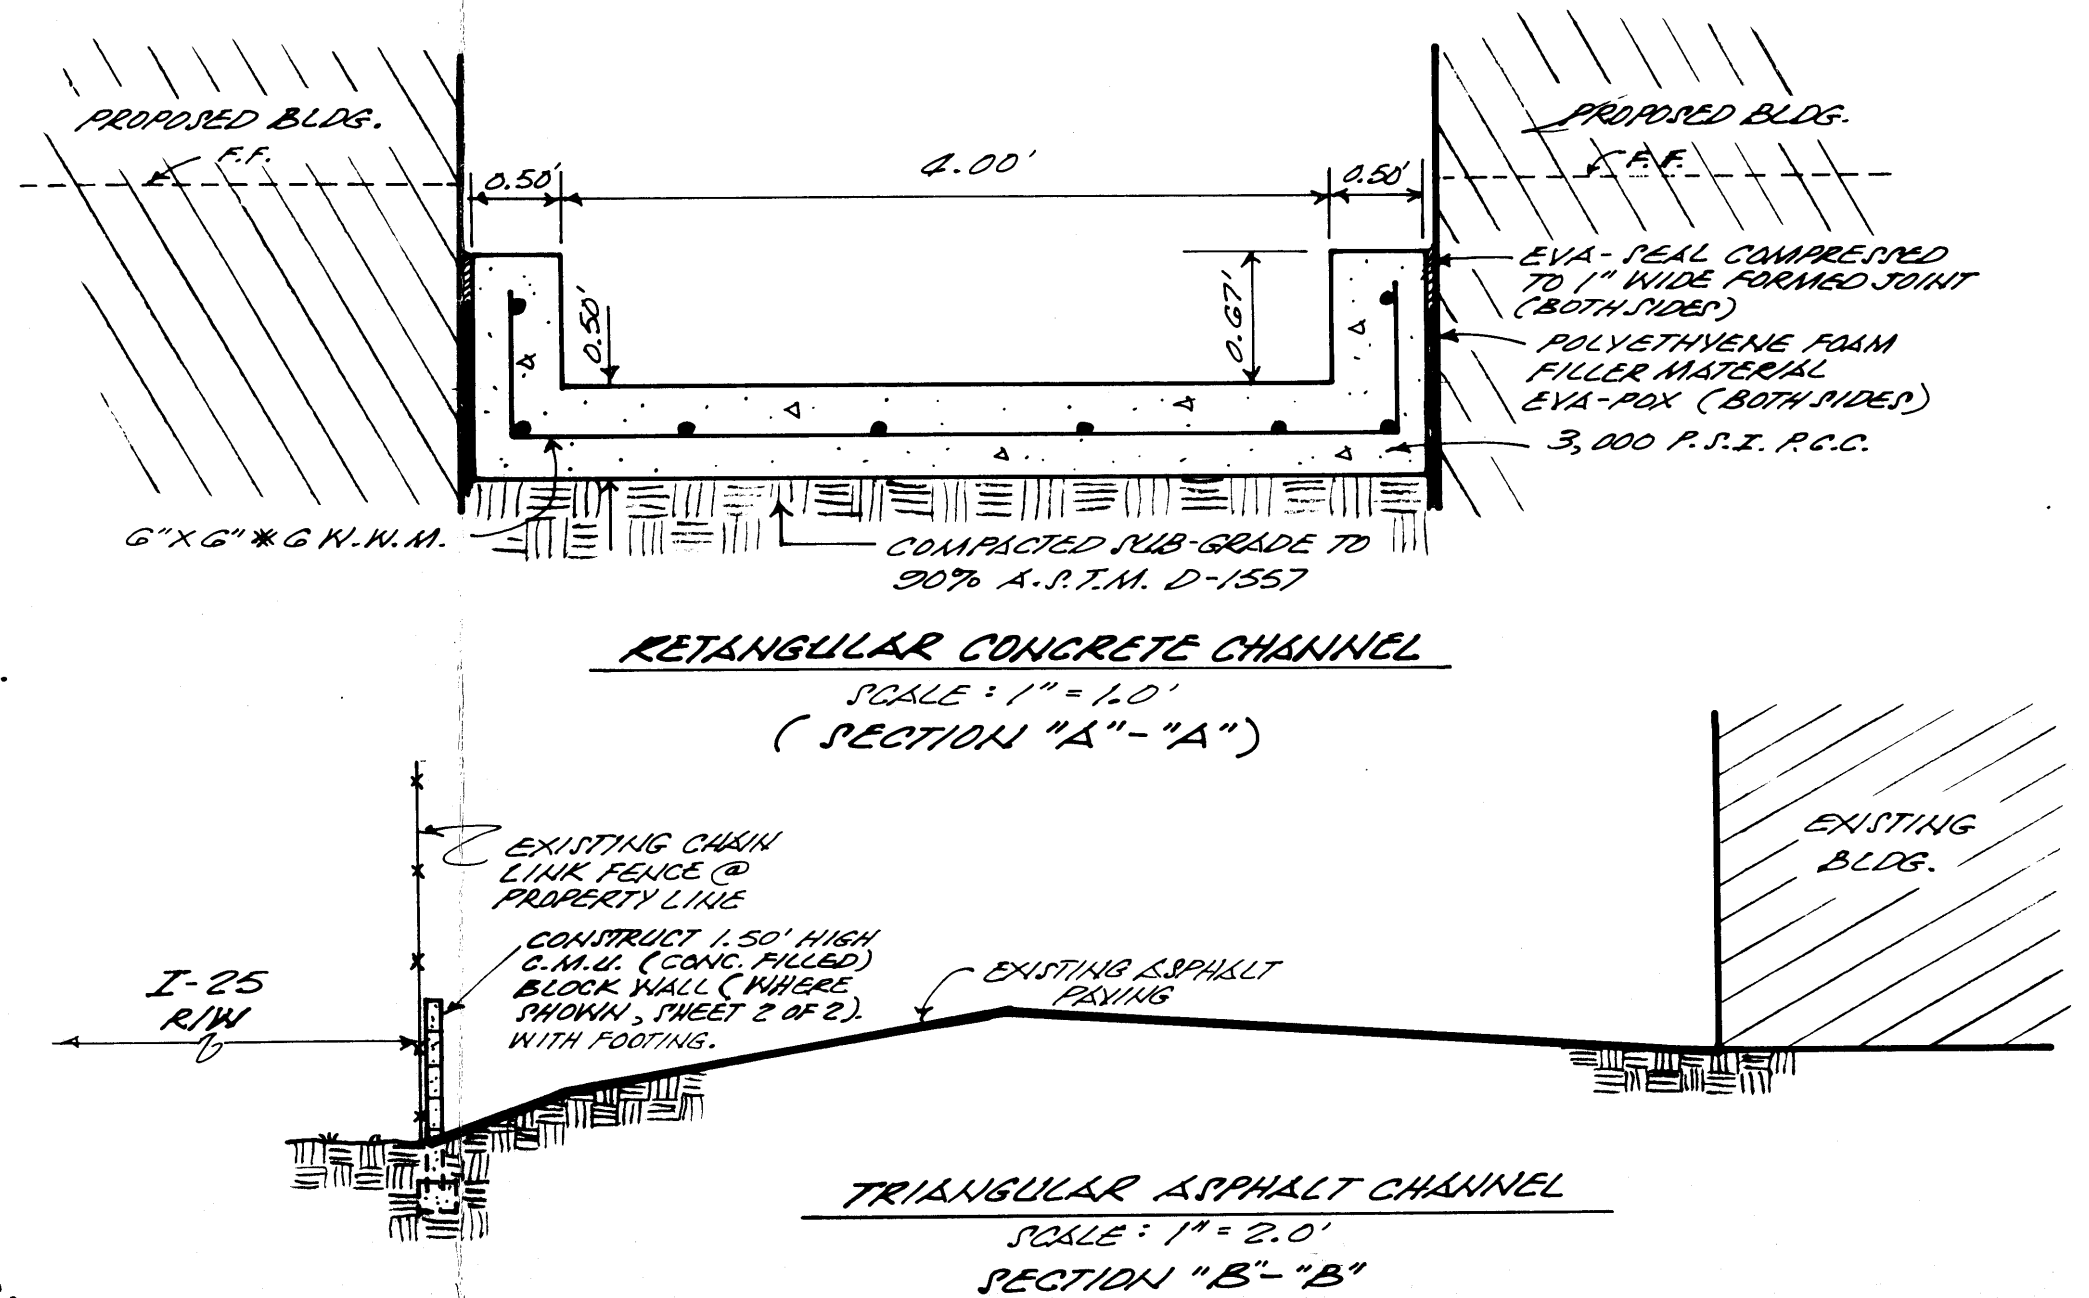 PROPOSED BLDG.
F.F.
0.50'
4.00'
0.50'
PROPOSED BLDG.
F.F.
0.50'
0.67'
EVA-SEAL COMPRESSED
TO 1" WIDE FORMED JOINT
(BOTH SIDES)
POLYETHYENE FOAM
FILLER MATERIAL
EVA-POX (BOTH SIDES)
3,000 P.S.I. P.C.C.
6"X6" # 6 W.W.M.
COMPACTED SUB-GRADE TO
90% A.S.T.M. D-1557
RETANGULAR CONCRETE CHANNEL
SCALE : 1" = 1.0'
( SECTION "A"-"A")
EXISTING CHAIN
LINK FENCE @
PROPERTY LINE
CONSTRUCT 1.50' HIGH
C.M.U. (CONC. FILLED)
BLOCK WALL (WHERE
SHOWN, SHEET 2 OF 2).
WITH FOOTING.
I-25
R/W
EXISTING ASPHALT
PAVING
EXISTING
BLDG.
TRIANGULAR ASPHALT CHANNEL
SCALE : 1" = 2.0'
SECTION "B"-"B"